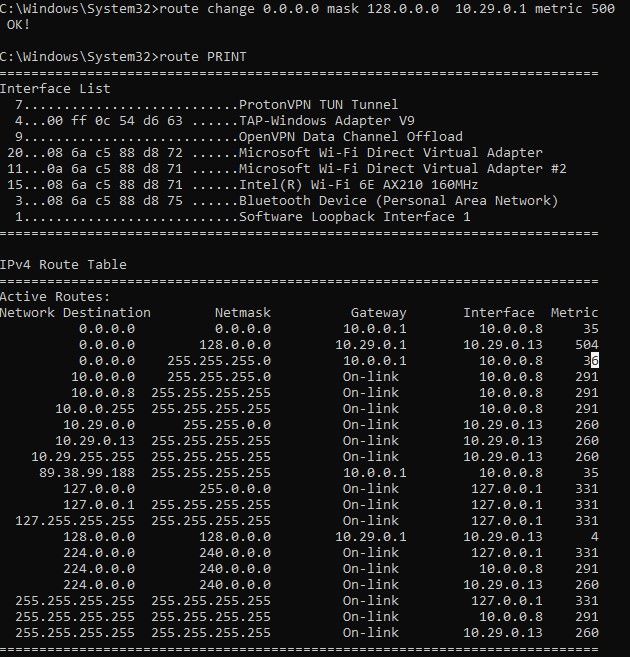 C:\Windows\System32>route change 0.0.0.0 mask 128.0.0.0  10.29.0.1 metric 500
 OK!
C:\Windows\System32>route PRINT
===========================================================================
Interface List
  7...........................ProtonVPN TUN Tunnel
  4...00 ff 0c 54 d6 63 ......TAP-Windows Adapter V9
  9...........................OpenVPN Data Channel Offload
 20...08 6a c5 88 d8 72 ......Microsoft Wi-Fi Direct Virtual Adapter
 11...0a 6a c5 88 d8 71 ......Microsoft Wi-Fi Direct Virtual Adapter #2
 15...08 6a c5 88 d8 71 ......Intel(R) Wi-Fi 6E AX210 160MHz
  3...08 6a c5 88 d8 75 ......Bluetooth Device (Personal Area Network)
  1...........................Software Loopback Interface 1
===========================================================================
IPv4 Route Table
===========================================================================
Active Routes:
Network Destination        Netmask          Gateway       Interface  Metric
          0.0.0.0          0.0.0.0         10.0.0.1         10.0.0.8     35
          0.0.0.0        128.0.0.0        10.29.0.1       10.29.0.13    504
          0.0.0.0    255.255.255.0         10.0.0.1         10.0.0.8     36
         10.0.0.0    255.255.255.0         On-link          10.0.0.8    291
         10.0.0.8  255.255.255.255         On-link          10.0.0.8    291
       10.0.0.255  255.255.255.255         On-link          10.0.0.8    291
        10.29.0.0      255.255.0.0         On-link        10.29.0.13    260
       10.29.0.13  255.255.255.255         On-link        10.29.0.13    260
    10.29.255.255  255.255.255.255         On-link        10.29.0.13    260
     89.38.99.188  255.255.255.255         10.0.0.1         10.0.0.8     35
        127.0.0.0        255.0.0.0         On-link         127.0.0.1    331
        127.0.0.1  255.255.255.255         On-link         127.0.0.1    331
  127.255.255.255  255.255.255.255         On-link         127.0.0.1    331
        128.0.0.0        128.0.0.0        10.29.0.1       10.29.0.13      4
        224.0.0.0        240.0.0.0         On-link         127.0.0.1    331
        224.0.0.0        240.0.0.0         On-link          10.0.0.8    291
        224.0.0.0        240.0.0.0         On-link        10.29.0.13    260
  255.255.255.255  255.255.255.255         On-link         127.0.0.1    331
  255.255.255.255  255.255.255.255         On-link          10.0.0.8    291
  255.255.255.255  255.255.255.255         On-link        10.29.0.13    260
===========================================================================